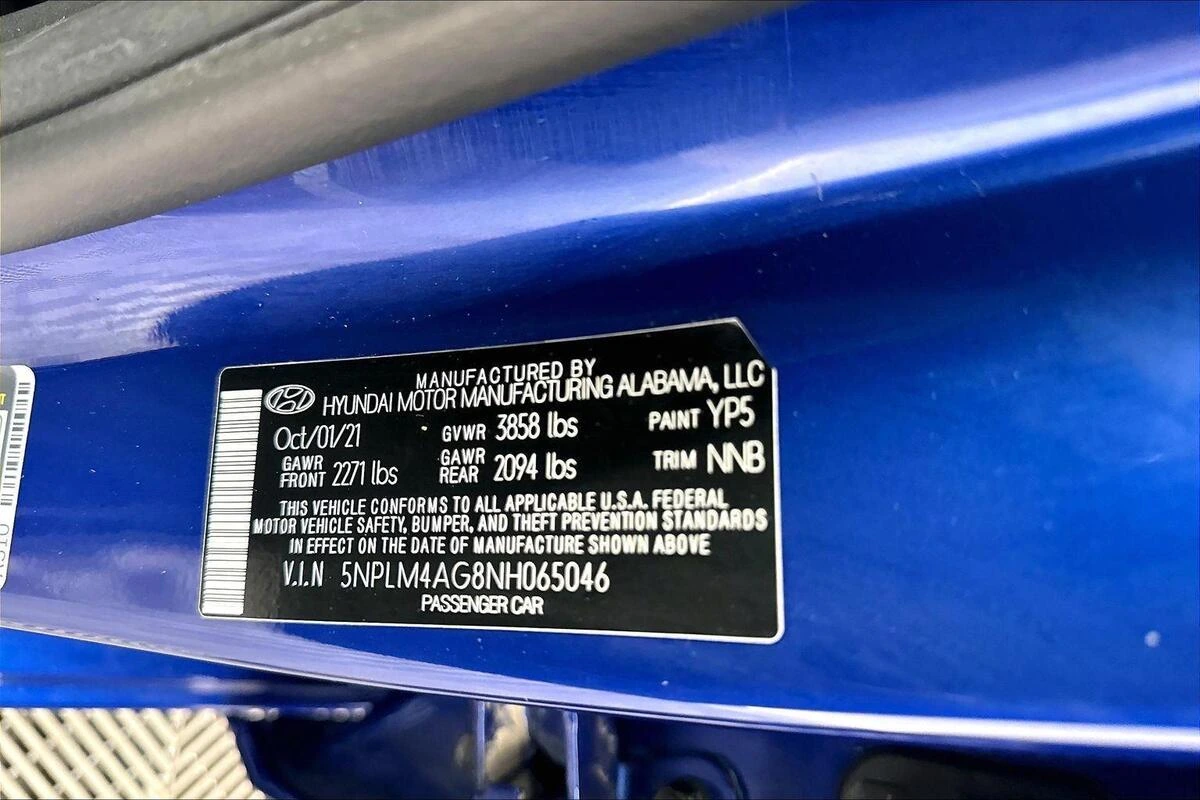 MANUFACTURED BY
HYUNDAI MOTOR MANUFACTURING ALABAMA, LLC
Oct/01/21 GVWR 3858 lbs PAINT YP5
GAWR FRONT 2271 lbs GAWR REAR 2094 lbs TRIM NNB
THIS VEHICLE CONFORMS TO ALL APPLICABLE U.S.A. FEDERAL
MOTOR VEHICLE SAFETY, BUMPER, AND THEFT PREVENTION STANDARDS
IN EFFECT ON THE DATE OF MANUFACTURE SHOWN ABOVE
V.I.N 5NPLM4AG8NH065046
PASSENGER CAR